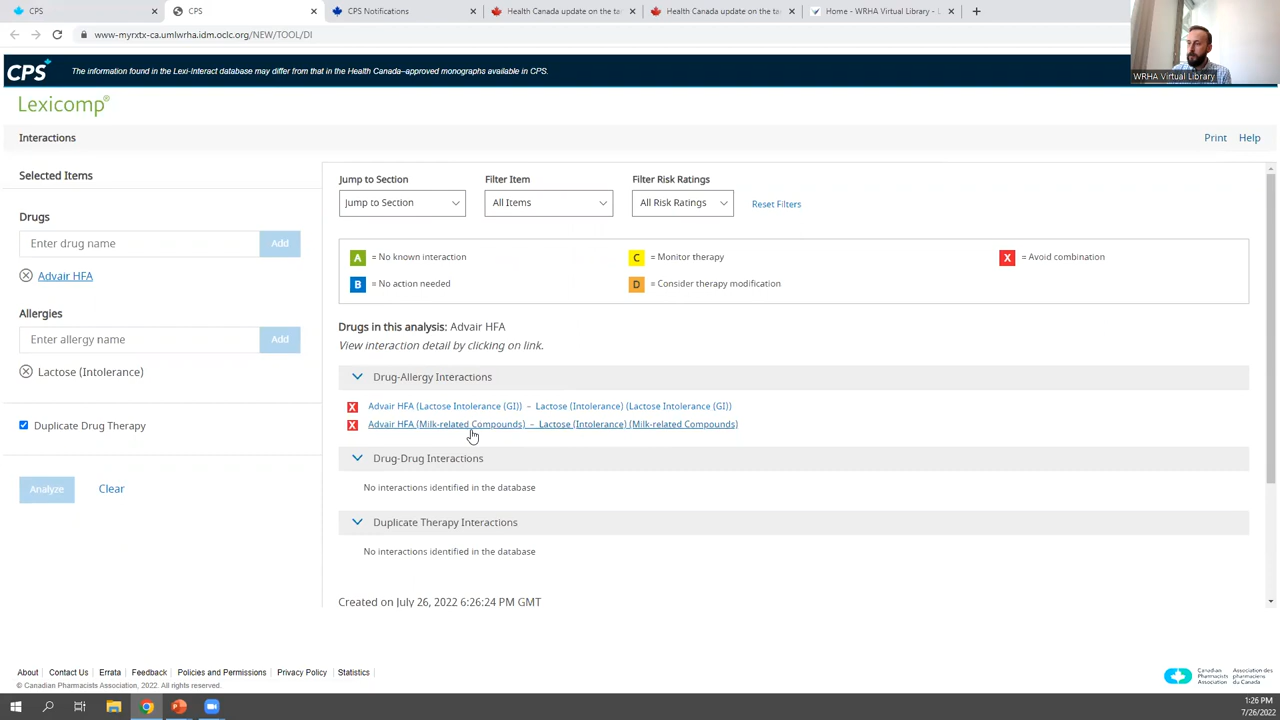 CPS
CPS
CPS Notifications
Health Canada update on the ta
Health Canada update on the ta
Home - WRHA Virtual Library - L
www-myrxtx-ca.umlwrha.idm.oclc.org/NEW/TOOL/DI
WRHA Virtual Library
CPS
The information found in the Lexi-Interact database may differ from that in the Health Canada–approved monographs available in CPS.
Lexicomp®
Interactions
Print
Help
Selected Items
Drugs
Enter drug name
Add
Advair HFA
Allergies
Enter allergy name
Add
Lactose (Intolerance)
Duplicate Drug Therapy
Analyze
Clear
Jump to Section
Filter Item
Filter Risk Ratings
Jump to Section
All Items
All Risk Ratings
Reset Filters
A = No known interaction
C = Monitor therapy
X = Avoid combination
B = No action needed
D = Consider therapy modification
Drugs in this analysis: Advair HFA
View interaction detail by clicking on link.
Drug-Allergy Interactions
X Advair HFA (Lactose Intolerance (GI)) – Lactose (Intolerance) (Lactose Intolerance (GI))
X Advair HFA (Milk-related Compounds) – Lactose (Intolerance) (Milk-related Compounds)
Drug-Drug Interactions
No interactions identified in the database
Duplicate Therapy Interactions
No interactions identified in the database
Created on July 26, 2022 6:26:24 PM GMT
About
Contact Us
Errata
Feedback
Policies and Permissions
Privacy Policy
Statistics
© Canadian Pharmacists Association, 2022. All rights reserved.
Canadian Pharmacists Association
Association des pharmaciens du Canada
1:26 PM
7/26/2022